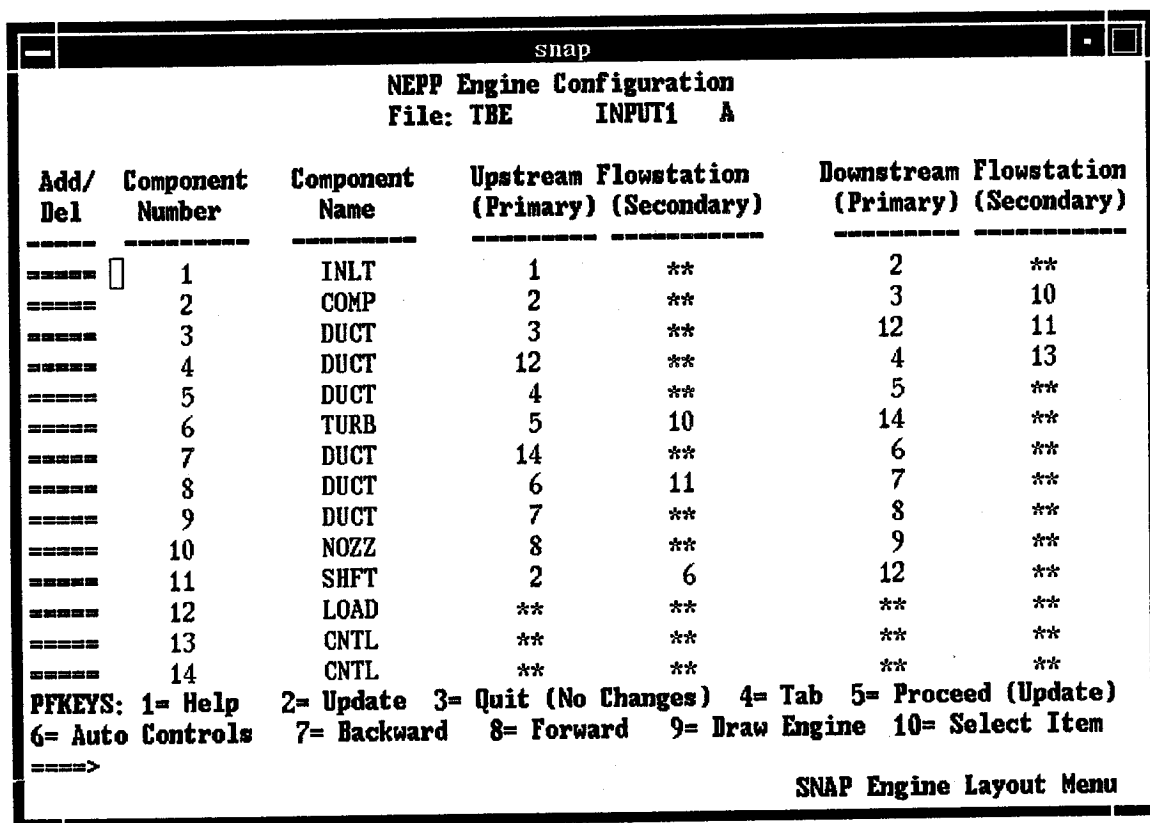 snap
NEPP Engine Configuration
File: TBE INPUT1 A
Add/ Component Component Upstream Flowstation Downstream Flowstation
Del Number Name (Primary) (Secondary) (Primary) (Secondary)
----- --------- --------- --------- ----------- --------- -----------
===== 1 INLT 1 ** 2 **
===== 2 COMP 2 ** 3 10
===== 3 DUCT 3 ** 12 11
===== 4 DUCT 12 ** 4 13
===== 5 DUCT 4 ** 5 **
===== 6 TURB 5 10 14 **
===== 7 DUCT 14 ** 6 **
===== 8 DUCT 6 11 7 **
===== 9 DUCT 7 ** 8 **
===== 10 NOZZ 8 ** 9 **
===== 11 SHFT 2 6 12 **
===== 12 LOAD ** ** ** **
===== 13 CNTL ** ** ** **
===== 14 CNTL ** ** ** **
PFKEYS: 1= Help 2= Update 3= Quit (No Changes) 4= Tab 5= Proceed (Update)
6= Auto Controls 7= Backward 8= Forward 9= Draw Engine 10= Select Item
====>
SNAP Engine Layout Menu